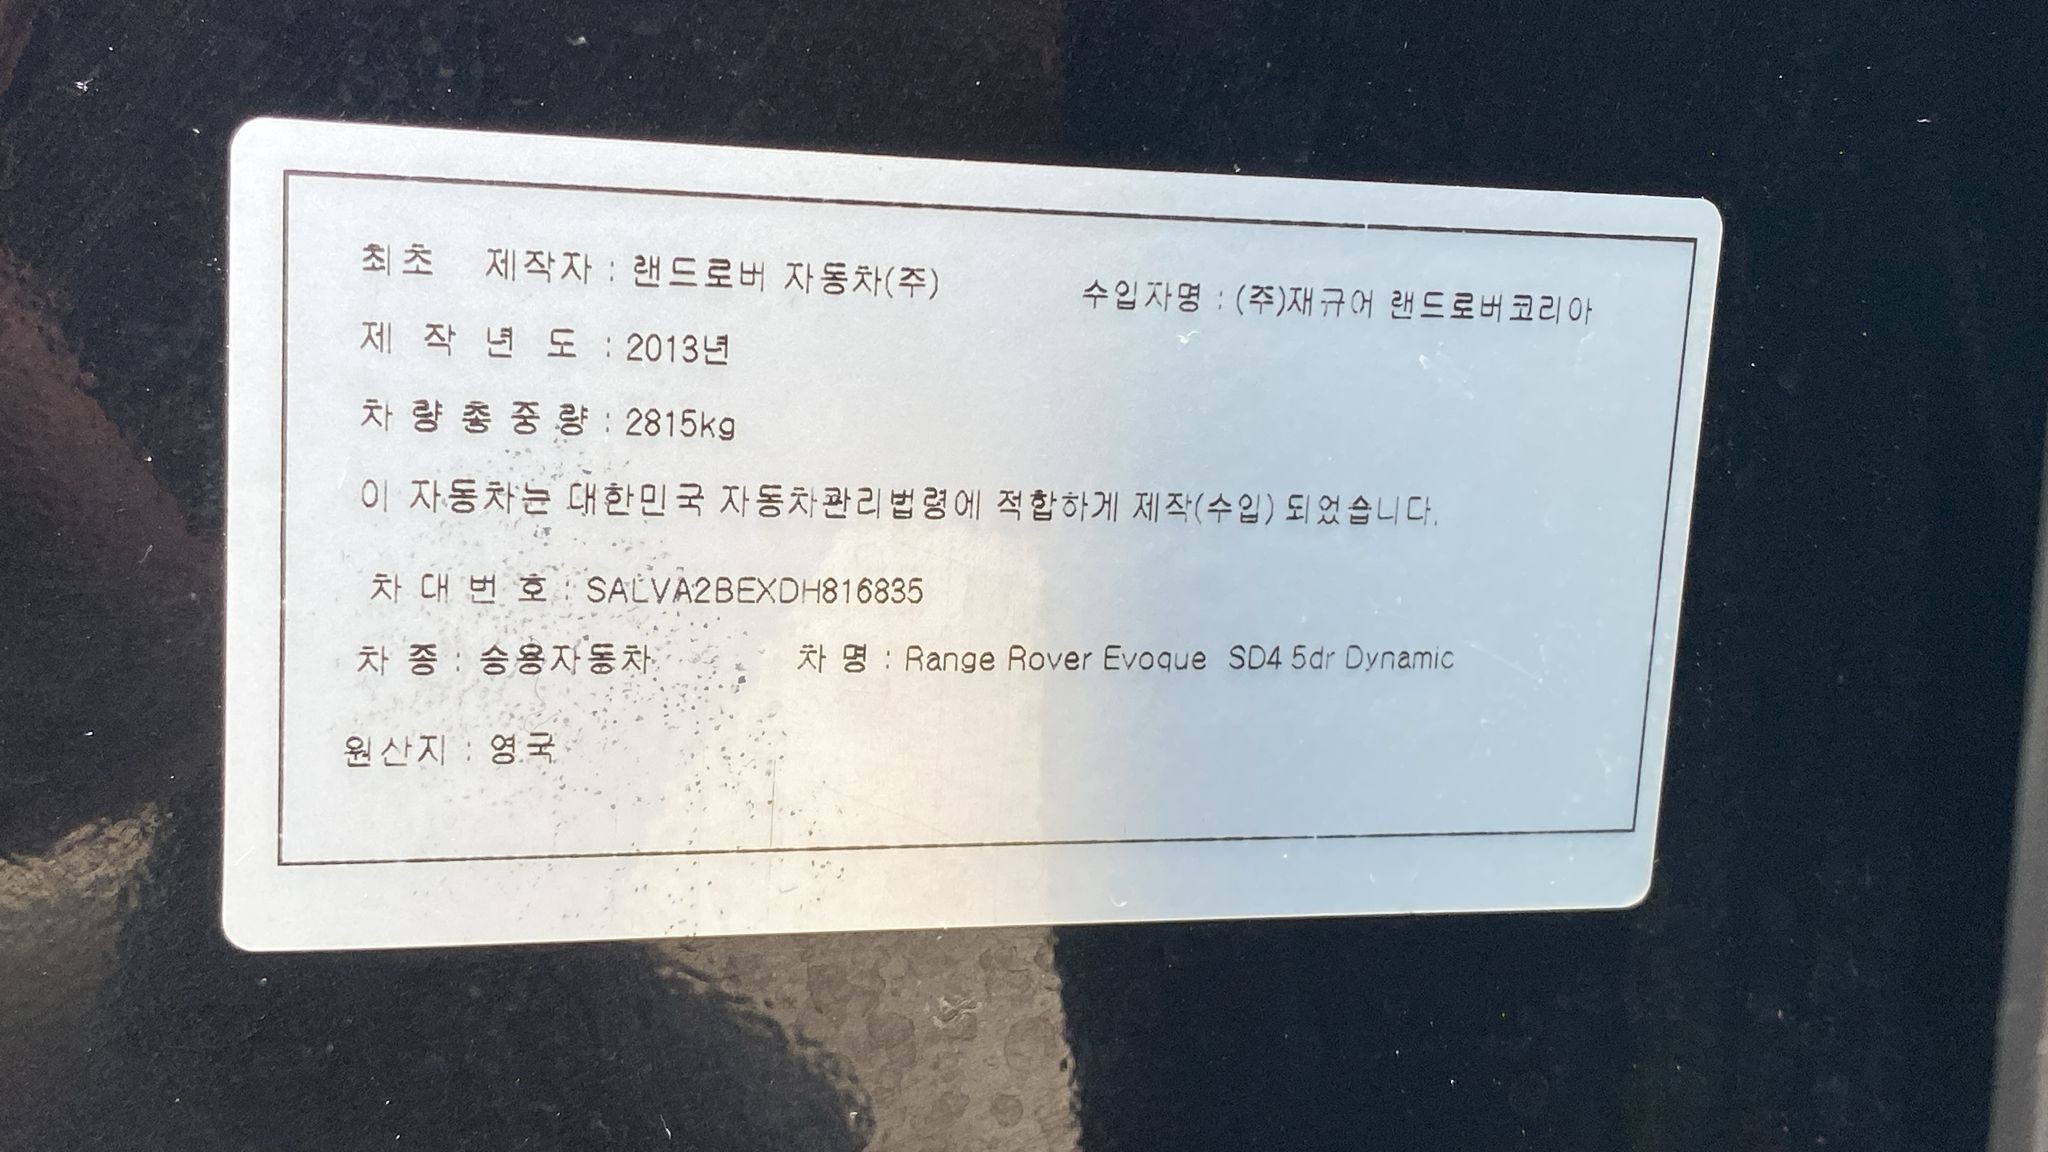 최초 제작자 : 랜드로버 자동차(주) 수입자명 : (주)재규어 랜드로버코리아
제 작 년 도 : 2013년
차 량 총 중 량 : 2815kg
이 자동차는 대한민국 자동차관리법령에 적합하게 제작(수입) 되었습니다.
차 대 번 호 : SALVA2BEXDH816835
차 종 : 승용자동차 차 명 : Range Rover Evoque SD4 5dr Dynamic
원산지 : 영국